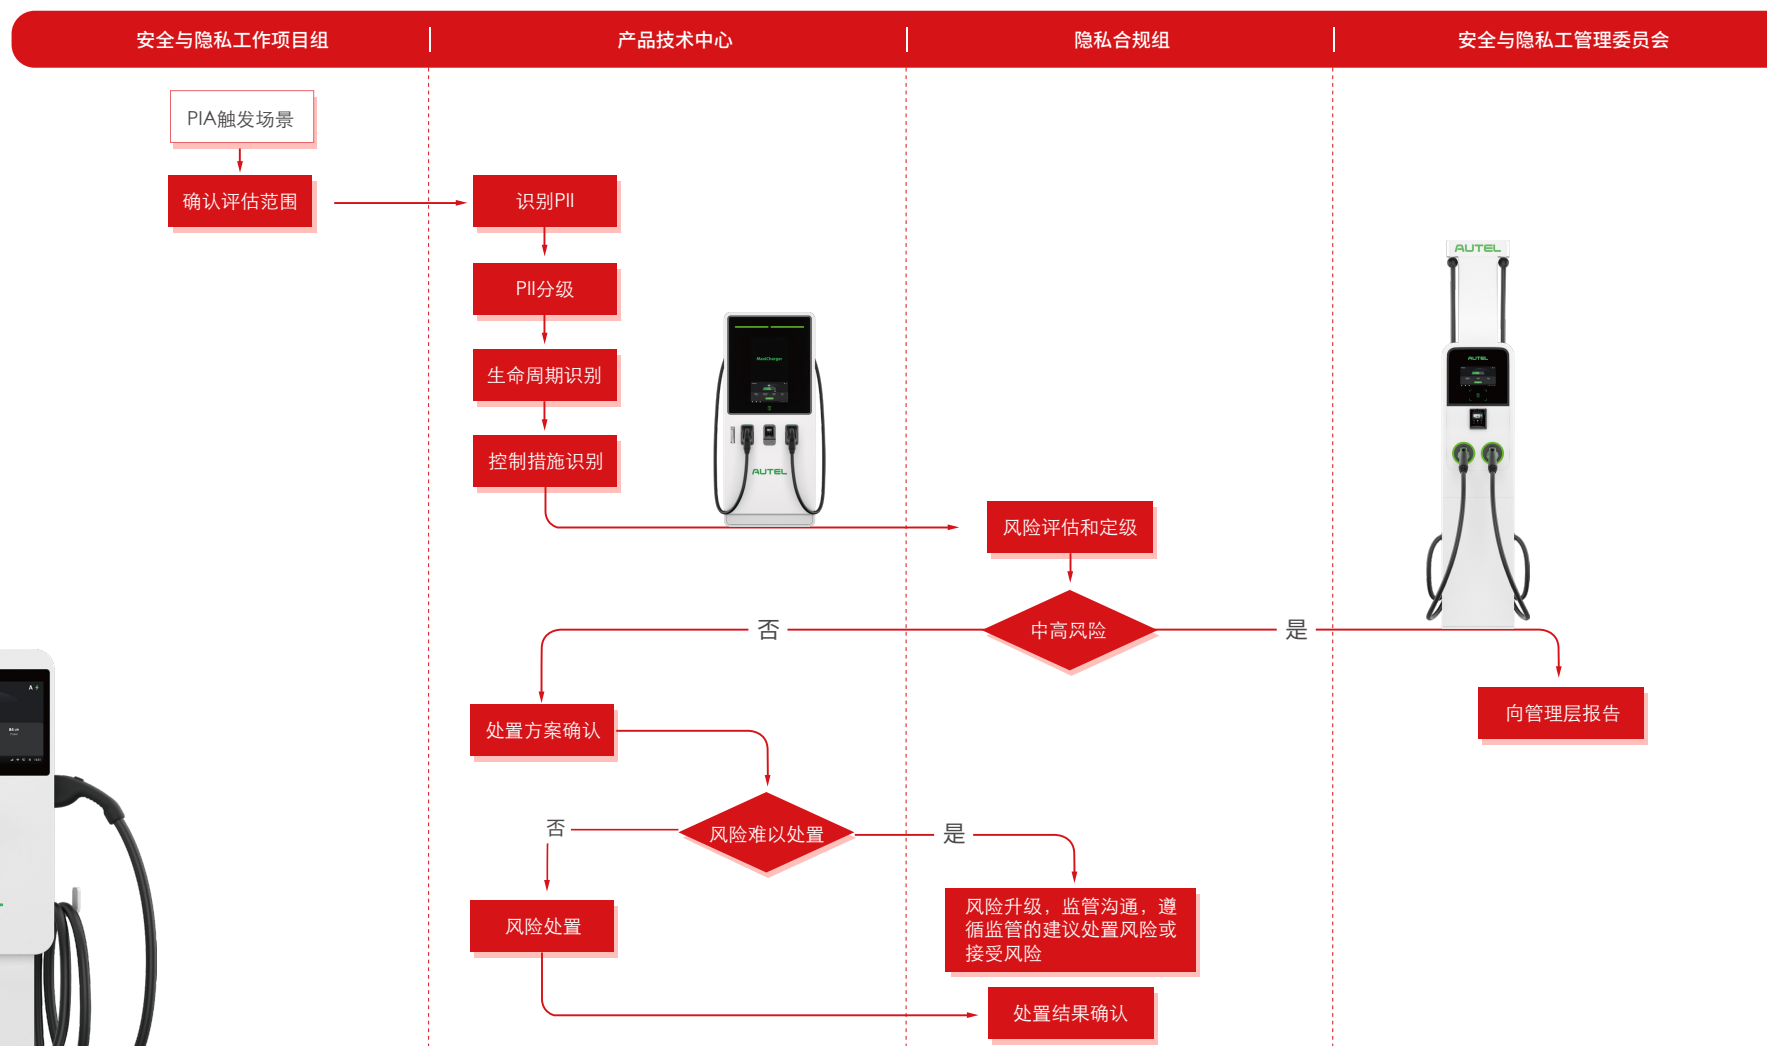 安全与隐私工作项目组
产品技术中心
隐私合规组
安全与隐私工管理委员会
PIA触发场景
确认评估范围
识别PII
PII分级
生命周期识别
控制措施识别
MaxiCharger
AUTEL
AUTEL
AUTEL
风险评估和定级
中高风险
否
是
向管理层报告
处置方案确认
风险难以处置
否
是
风险处置
风险升级，监管沟通，遵
循监管的建议处置风险或
接受风险
处置结果确认